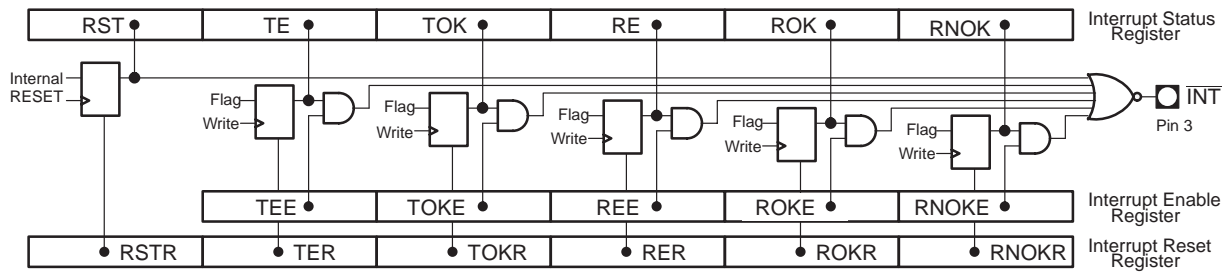 RST TE TOK RE ROK RNOK Interrupt Status
Register
Internal
RESET
Flag
Write
Flag
Write
Flag
Write
Flag
Write
Flag
Write
INT
Pin 3
TEE TOKE REE ROKE RNOKE Interrupt Enable
Register
RSTR TER TOKR RER ROKR RNOKR Interrupt Reset
Register